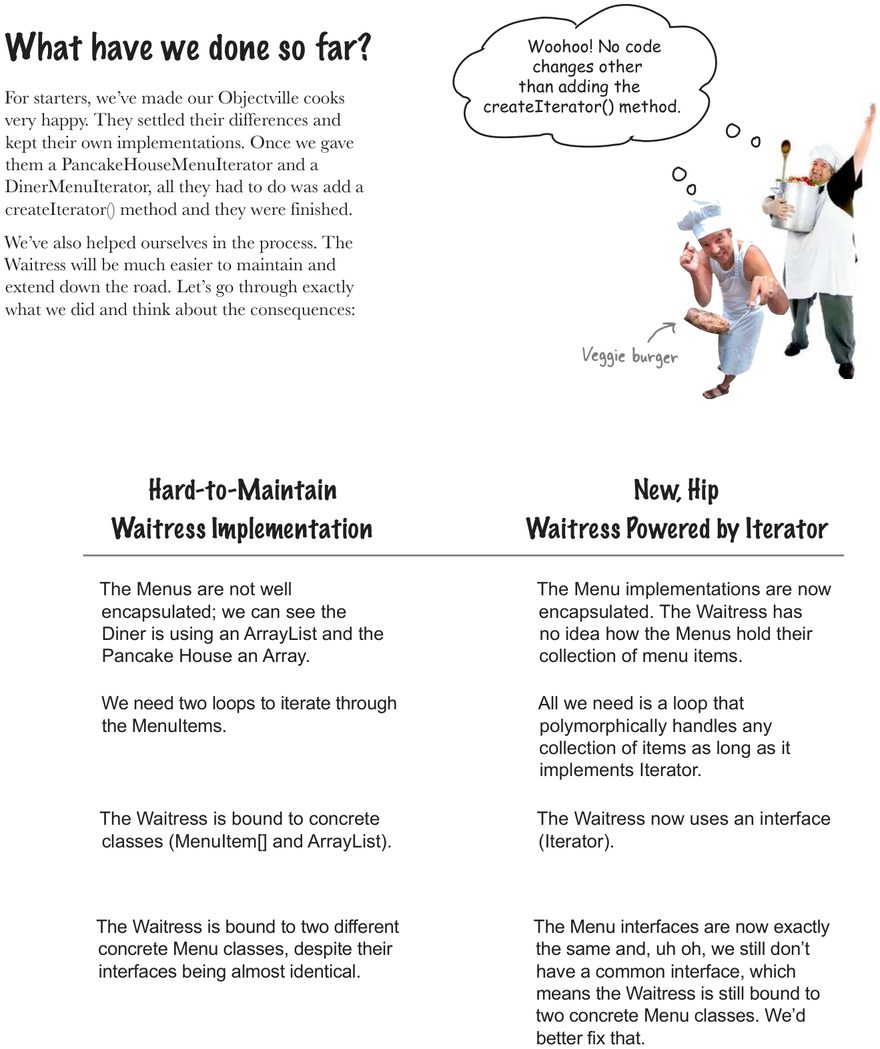 What have we done so far?
For starters, we've made our Objectville cooks
very happy. They settled their differences and
kept their own implementations. Once we gave
them a PancakeHouseMenuIterator and a
DinerMenuIterator, all they had to do was add a
createIterator() method and they were finished.
We've also helped ourselves in the process. The
Waitress will be much easier to maintain and
extend down the road. Let's go through exactly
what we did and think about the consequences:
Woohoo! No code
changes other
than adding the
createIterator() method.
Veggie burger
Hard-to-Maintain
Waitress Implementation
The Menus are not well
encapsulated; we can see the
Diner is using an ArrayList and the
Pancake House an Array.
We need two loops to iterate through
the MenuItems.
The Waitress is bound to concrete
classes (MenuItem[] and ArrayList).
The Waitress is bound to two different
concrete Menu classes, despite their
interfaces being almost identical.
New, Hip
Waitress Powered by Iterator
The Menu implementations are now
encapsulated. The Waitress has
no idea how the Menus hold their
collection of menu items.
All we need is a loop that
polymorphically handles any
collection of items as long as it
implements Iterator.
The Waitress now uses an interface
(Iterator).
The Menu interfaces are now exactly
the same and, uh oh, we still don't
have a common interface, which
means the Waitress is still bound to
two concrete Menu classes. We'd
better fix that.